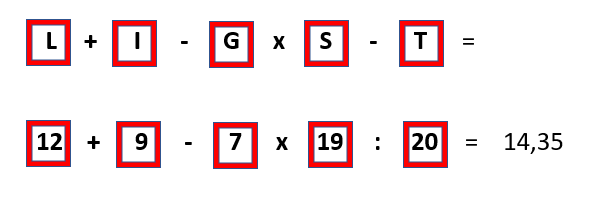 L + I - G x S - T =
12 + 9 - 7 x 19 : 20 = 14,35